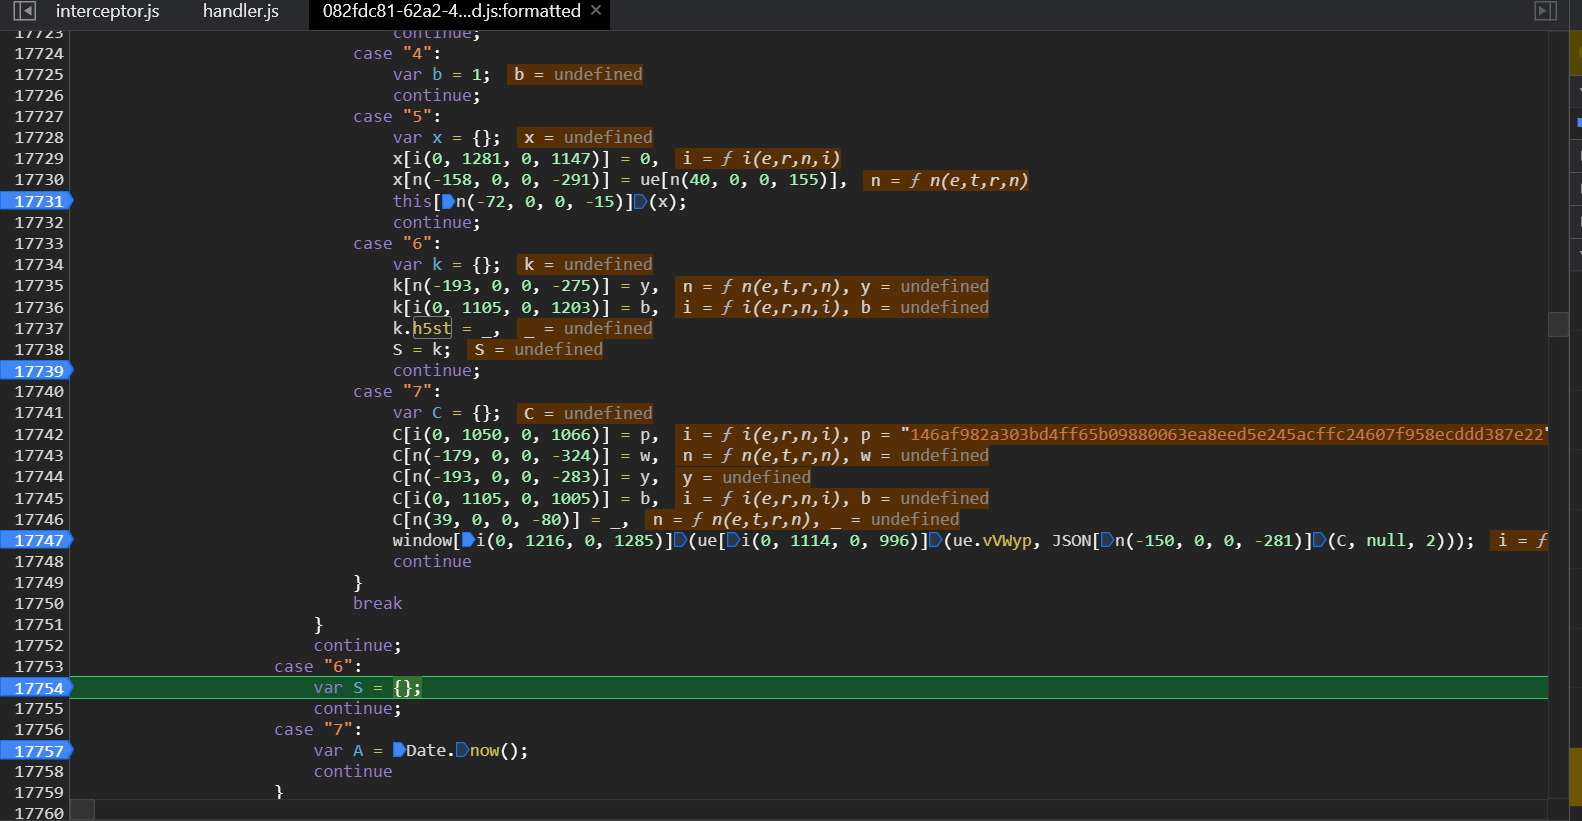 interceptor.js handler.js 082fdc81-62a2-4...d.js:formatted ×
17723 continue;
17724 case "4":
17725 var b = 1; b = undefined
17726 continue;
17727 case "5":
17728 var x = {}; x = undefined
17729 x[i(0, 1281, 0, 1147)] = 0, i = ƒ i(e,r,n,i)
17730 x[n(-158, 0, 0, -291)] = ue[n(40, 0, 0, 155)], n = ƒ n(e,t,r,n)
17731 this[n(-72, 0, 0, -15)](x);
17732 continue;
17733 case "6":
17734 var k = {}; k = undefined
17735 k[n(-193, 0, 0, -275)] = y, n = ƒ n(e,t,r,n), y = undefined
17736 k[i(0, 1105, 0, 1203)] = b, i = ƒ i(e,r,n,i), b = undefined
17737 k.h5st = _, _ = undefined
17738 S = k; S = undefined
17739 continue;
17740 case "7":
17741 var C = {}; C = undefined
17742 C[i(0, 1050, 0, 1066)] = p, i = ƒ i(e,r,n,i), p = "146af982a303bd4ff65b09880063ea8eed5e245acffc24607f958ecddd387e22"
17743 C[n(-179, 0, 0, -324)] = w, n = ƒ n(e,t,r,n), w = undefined
17744 C[n(-193, 0, 0, -283)] = y, y = undefined
17745 C[i(0, 1105, 0, 1005)] = b, i = ƒ i(e,r,n,i), b = undefined
17746 C[n(39, 0, 0, -80)] = _, n = ƒ n(e,t,r,n), _ = undefined
17747 window[i(0, 1216, 0, 1285)](ue[i(0, 1114, 0, 996)](ue.vVWyp, JSON[n(-150, 0, 0, -281)](C, null, 2))); i = ƒ
17748 continue
17749 }
17750 break
17751 }
17752 continue;
17753 case "6":
17754 var S = {};
17755 continue;
17756 case "7":
17757 var A = Date.now();
17758 continue
17759 }
17760